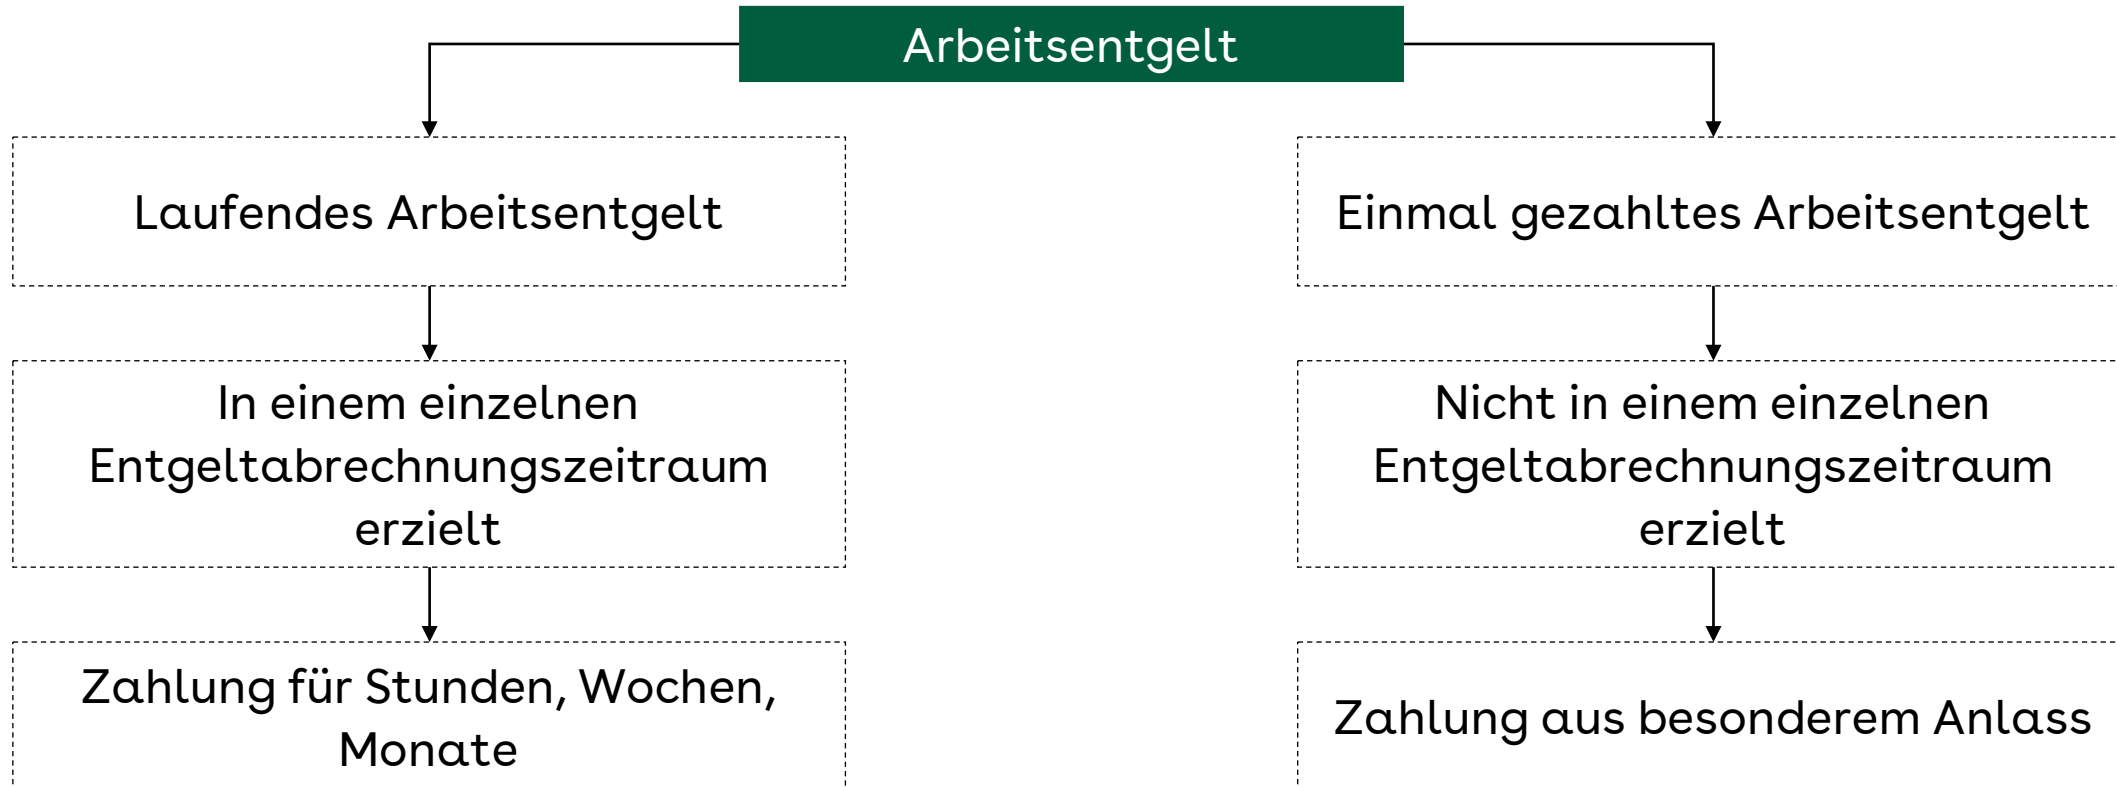 Arbeitsentgelt
Laufendes Arbeitsentgelt
Einmal gezahltes Arbeitsentgelt
In einem einzelnen
Entgeltabrechnungszeitraum
erzielt
Nicht in einem einzelnen
Entgeltabrechnungszeitraum
erzielt
Zahlung für Stunden, Wochen,
Monate
Zahlung aus besonderem Anlass